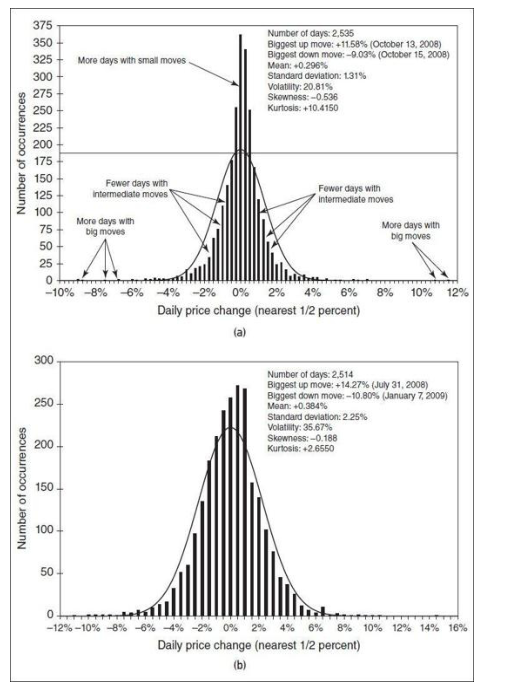 375
350
325
300
275
250
225
200
175
150
125
100
75
50
25
0
Number of occurrences
Number of days: 2,535
Biggest up move: +11.58% (October 13, 2008)
Biggest down move: −9.03% (October 15, 2008)
Mean: +0.296%
Standard deviation: 1.31%
Volatility: 20.81%
Skewness: −0.536
Kurtosis: +10.4150
More days with small moves
Fewer days with
intermediate moves
Fewer days with
intermediate moves
More days with
big moves
More days with
big moves
−10% −8% −6% −4% −2% 0% 2% 4% 6% 8% 10% 12%
Daily price change (nearest 1/2 percent)
(a)
300
250
200
150
100
50
0
Number of occurrences
Number of days: 2,514
Biggest up move: +14.27% (July 31, 2008)
Biggest down move: −10.80% (January 7, 2009)
Mean: +0.384%
Standard deviation: 2.25%
Volatility: 35.67%
Skewness: −0.188
Kurtosis: +2.6550
−12% −10% −8% −6% −4% −2% 0% 2% 4% 6% 8% 10% 12% 14% 16%
Daily price change (nearest 1/2 percent)
(b)